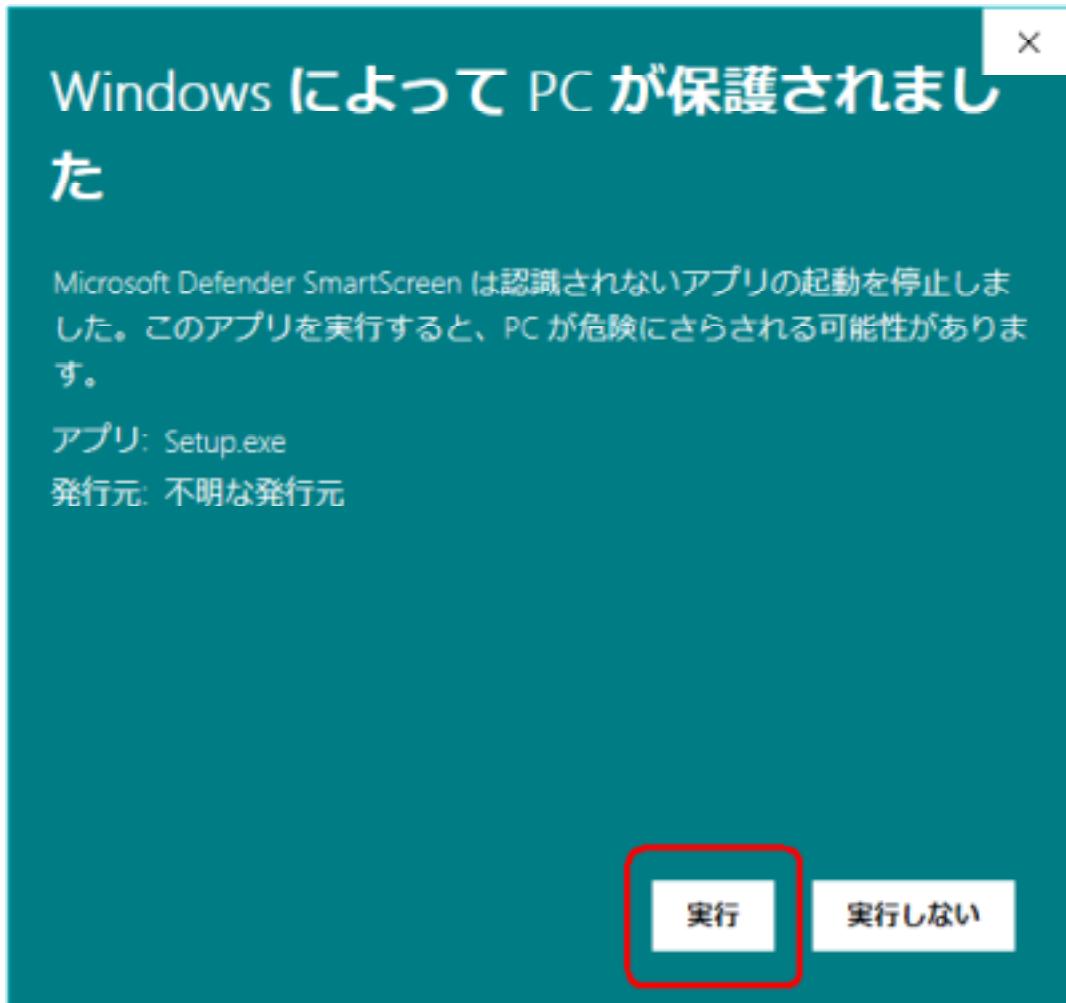 Windows によって PC が保護されまし
た
Microsoft Defender SmartScreen は認識されないアプリの起動を停止しま
した。このアプリを実行すると、PC が危険にさらされる可能性がありま
す。
アプリ: Setup.exe
発行元: 不明な発行元
実行 実行しない